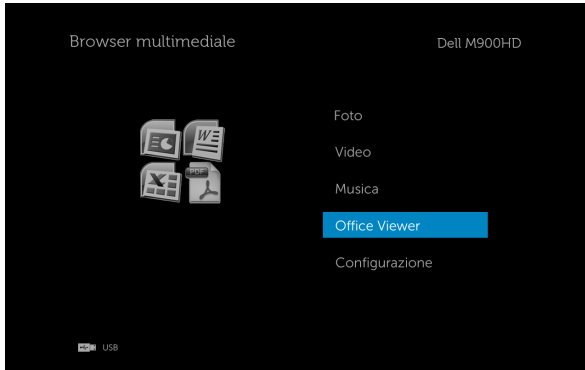 Browser multimediale
Dell M900HD
Foto
Video
Musica
Office Viewer
Configurazione
W
X
PDF
USB